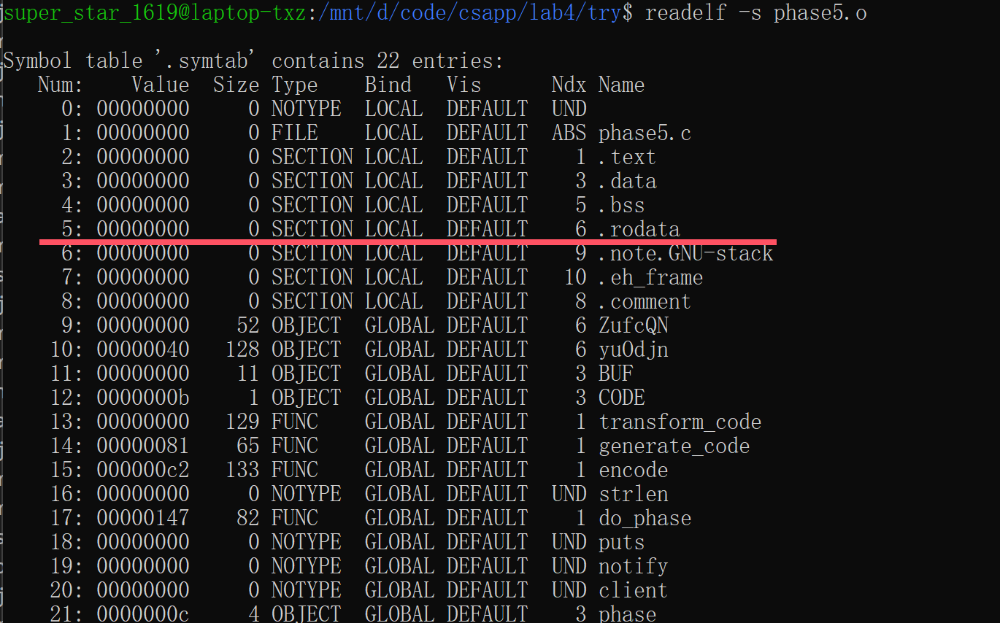 super_star_1619@laptop-txz:/mnt/d/code/csapp/lab4/try$ readelf -s phase5.o
Symbol table '.symtab' contains 22 entries:
Num: Value Size Type Bind Vis Ndx Name
0: 00000000 0 NOTYPE LOCAL DEFAULT UND
1: 00000000 0 FILE LOCAL DEFAULT ABS phase5.c
2: 00000000 0 SECTION LOCAL DEFAULT 1 .text
3: 00000000 0 SECTION LOCAL DEFAULT 3 .data
4: 00000000 0 SECTION LOCAL DEFAULT 5 .bss
5: 00000000 0 SECTION LOCAL DEFAULT 6 .rodata
6: 00000000 0 SECTION LOCAL DEFAULT 9 .note.GNU-stack
7: 00000000 0 SECTION LOCAL DEFAULT 10 .eh_frame
8: 00000000 0 SECTION LOCAL DEFAULT 8 .comment
9: 00000000 52 OBJECT GLOBAL DEFAULT 6 ZufcQN
10: 00000040 128 OBJECT GLOBAL DEFAULT 6 yuOdjn
11: 00000000 11 OBJECT GLOBAL DEFAULT 3 BUF
12: 0000000b 1 OBJECT GLOBAL DEFAULT 3 CODE
13: 00000000 129 FUNC GLOBAL DEFAULT 1 transform_code
14: 00000081 65 FUNC GLOBAL DEFAULT 1 generate_code
15: 000000c2 133 FUNC GLOBAL DEFAULT 1 encode
16: 00000000 0 NOTYPE GLOBAL DEFAULT UND strlen
17: 00000147 82 FUNC GLOBAL DEFAULT 1 do_phase
18: 00000000 0 NOTYPE GLOBAL DEFAULT UND puts
19: 00000000 0 NOTYPE GLOBAL DEFAULT UND notify
20: 00000000 0 NOTYPE GLOBAL DEFAULT UND client
21: 0000000c 4 OBJECT GLOBAL DEFAULT 3 phase